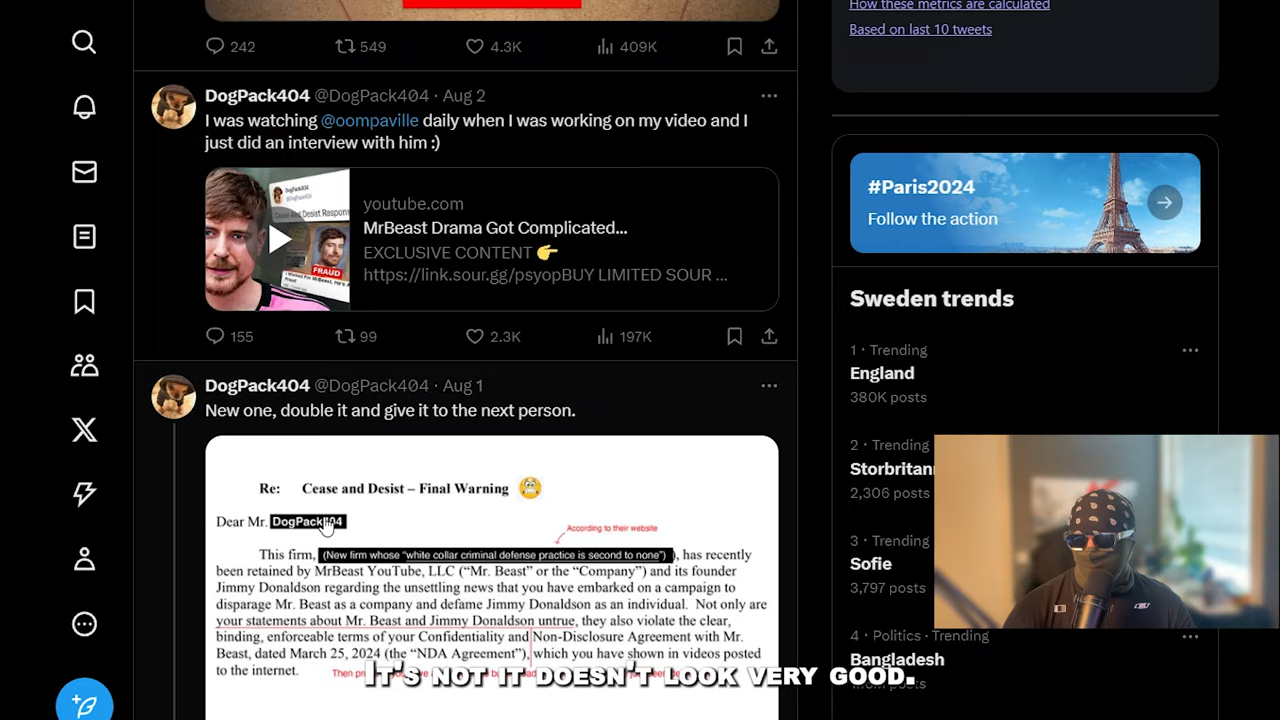 242 549 4.3K 409K
DogPack404 @DogPack404 · Aug 2
I was watching @oompaville daily when I was working on my video and I
just did an interview with him :)
youtube.com
MrBeast Drama Got Complicated...
EXCLUSIVE CONTENT 👉
https://link.sour.gg/psyopBUY LIMITED SOUR ...
FRAUD
155 99 2.3K 197K
DogPack404 @DogPack404 · Aug 1
New one, double it and give it to the next person.
Re: Cease and Desist – Final Warning
Dear Mr. DogPack404
According to their website
This firm, (New firm whose "white collar criminal defense practice is second to none"), has recently
been retained by MrBeast YouTube, LLC ("Mr. Beast" or the "Company") and its founder
Jimmy Donaldson regarding the unsettling news that you have embarked on a campaign to
disparage Mr. Beast as a company and defame Jimmy Donaldson as an individual. Not only are
your statements about Mr. Beast and Jimmy Donaldson untrue, they also violate the clear,
binding, enforceable terms of your Confidentiality and Non-Disclosure Agreement with Mr.
Beast, dated March 25, 2024 (the "NDA Agreement"), which you have shown in videos posted
to the internet.
How these metrics are calculated
Based on last 10 tweets
#Paris2024
Follow the action
Sweden trends
1 · Trending
England
380K posts
2 · Trending
Storbritan
2,306 posts
3 · Trending
Sofie
3,797 posts
4 · Politics · Trending
Bangladesh
It's not it doesn't look very good.